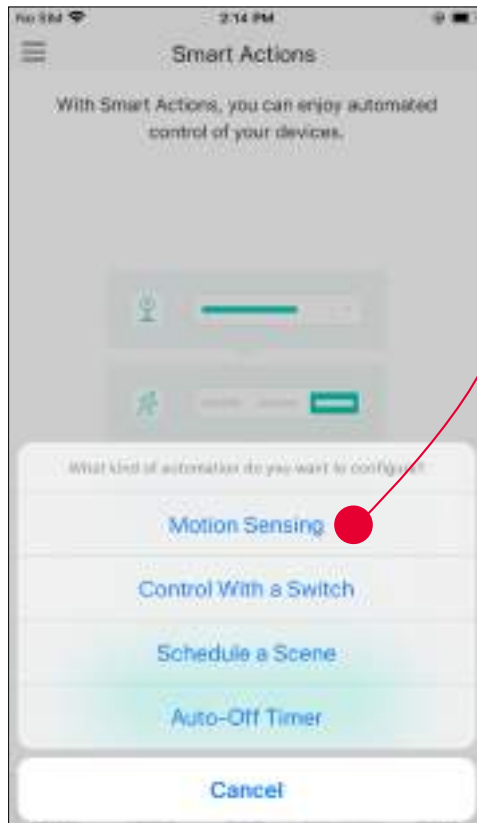 No SIM 2:14 PM
Smart Actions
With Smart Actions, you can enjoy automated
control of your devices.
What kind of automation do you want to configure?
Motion Sensing
Control With a Switch
Schedule a Scene
Auto-Off Timer
Cancel